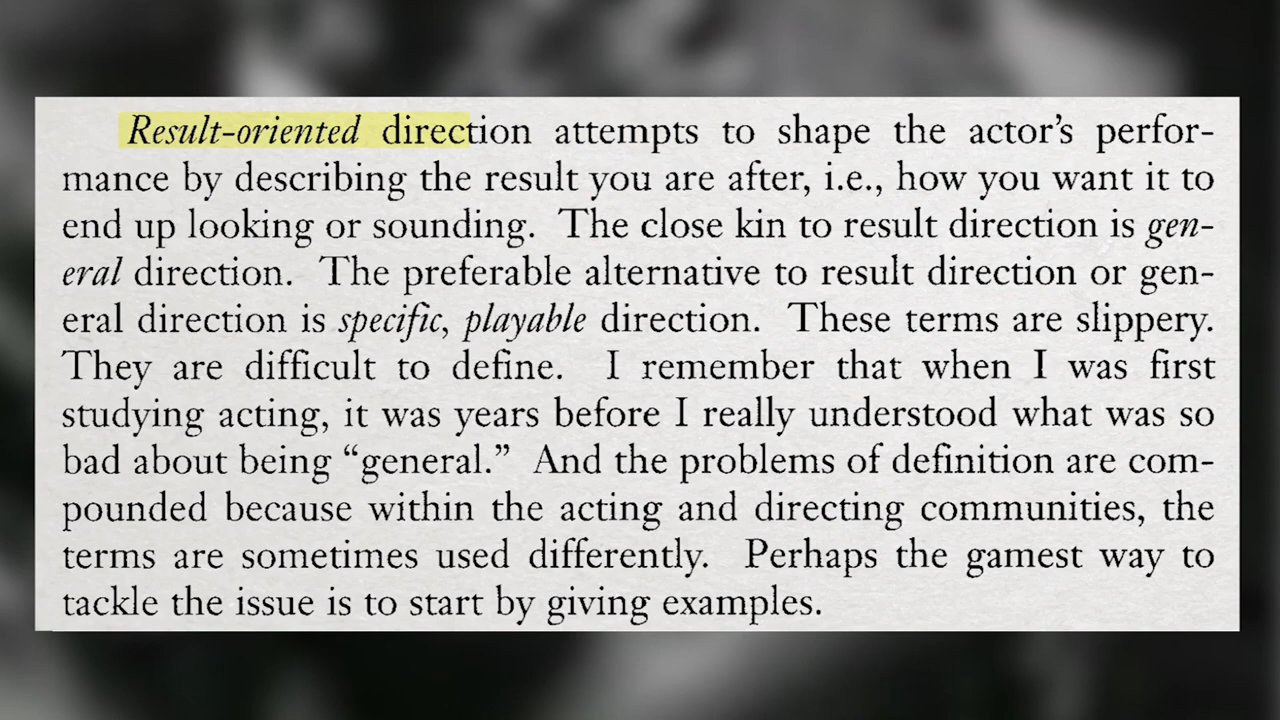 Result-oriented direction attempts to shape the actor’s perfor-
mance by describing the result you are after, i.e., how you want it to
end up looking or sounding. The close kin to result direction is gen-
eral direction. The preferable alternative to result direction or gen-
eral direction is specific, playable direction. These terms are slippery.
They are difficult to define. I remember that when I was first
studying acting, it was years before I really understood what was so
bad about being “general.” And the problems of definition are com-
pounded because within the acting and directing communities, the
terms are sometimes used differently. Perhaps the gamest way to
tackle the issue is to start by giving examples.